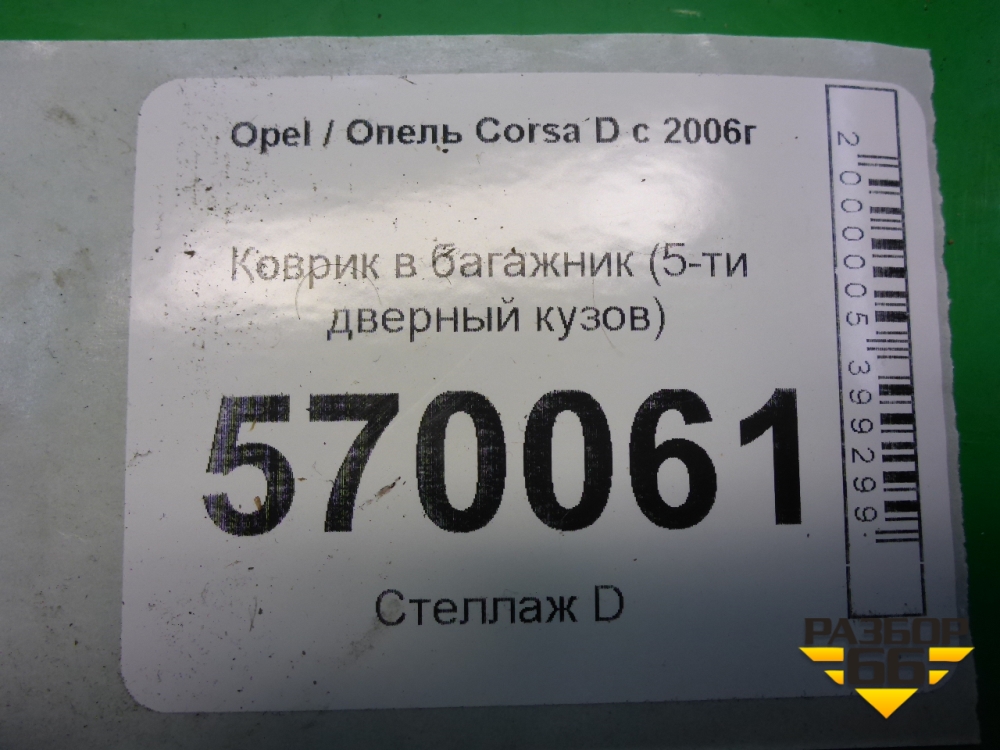 Opel / Опель Corsa D с 2006г
Коврик в багажник (5-ти
дверный кузов)
570061
Стеллаж D
2000005399299
РАЗБОР
66